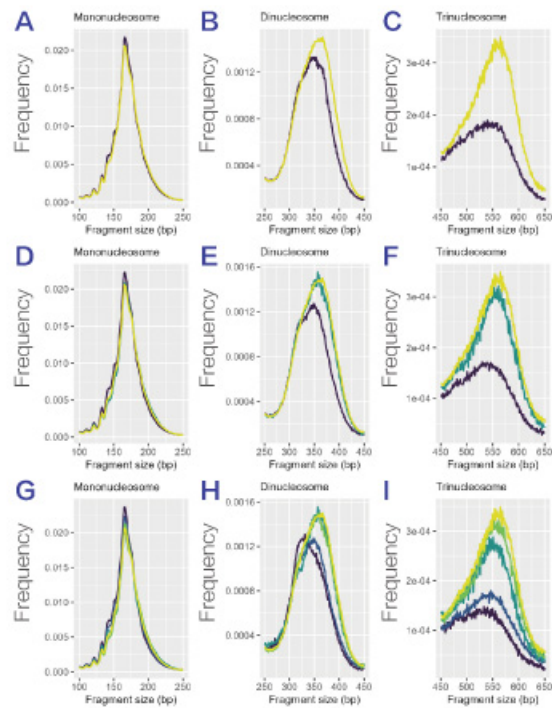 A Mononucleosome
Frequency
0.020
0.015
0.010
0.005
0.000
100 150 200 250
Fragment size (bp)
B Dinucleosome
Frequency
0.0012
0.0008
0.0004
250 300 350 400 450
Fragment size (bp)
C Trinucleosome
Frequency
3e-04
2e-04
1e-04
450 500 550 600 650
Fragment size (bp)
D Mononucleosome
Frequency
0.020
0.015
0.010
0.005
0.000
100 150 200 250
Fragment size (bp)
E Dinucleosome
Frequency
0.0016
0.0012
0.0008
0.0004
250 300 350 400 450
Fragment size (bp)
F Trinucleosome
Frequency
3e-04
2e-04
1e-04
450 500 550 600 650
Fragment size (bp)
G Mononucleosome
Frequency
0.020
0.015
0.010
0.005
0.000
100 150 200 250
Fragment size (bp)
H Dinucleosome
Frequency
0.0016
0.0012
0.0008
0.0004
250 300 350 400 450
Fragment size (bp)
I Trinucleosome
Frequency
3e-04
2e-04
1e-04
450 500 550 600 650
Fragment size (bp)